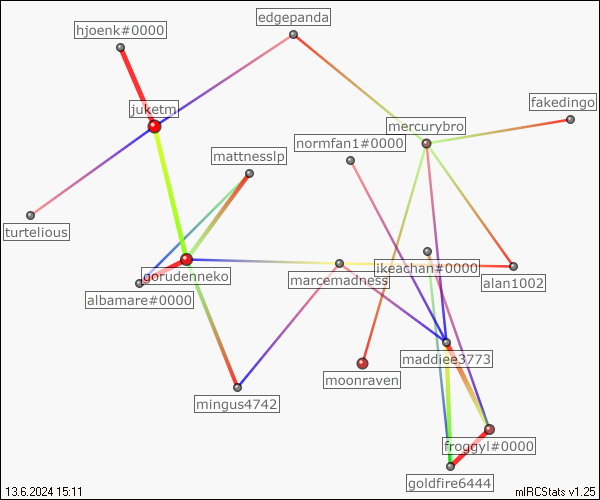 edgepanda
hjoenk#0000
fakedingo
juketm
mercurybro
normfan1#0000
mattnesslp
turtelious
ikeachan#0000
gorudenneko
marcemadness
alan1002
albamare#0000
maddiee3773
moonraven
mingus4742
froggyl#0000
goldfire6444
13.6.2024 15:11
mIRCStats v1.25